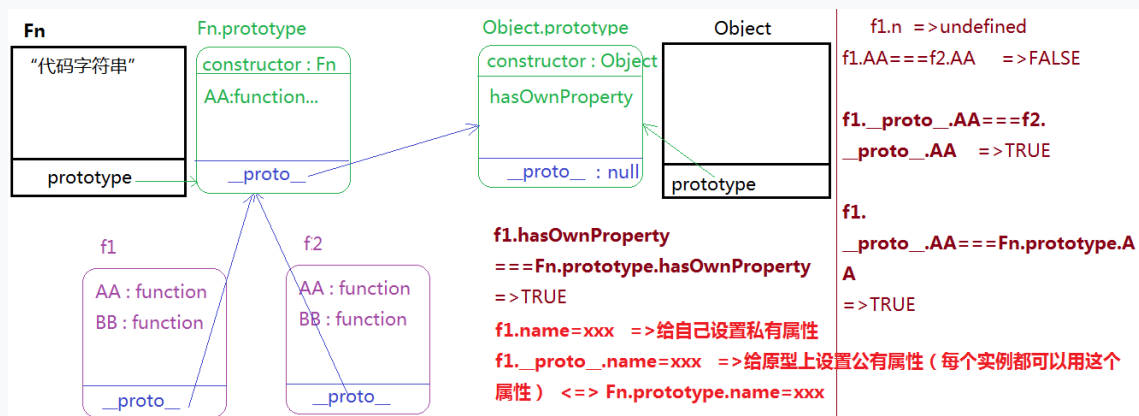 Fn
“代码字符串”
prototype
Fn.prototype
constructor : Fn
AA:function...
__proto__
Object.prototype
constructor : Object
hasOwnProperty
__proto__ : null
Object
prototype
f1
AA : function
BB : function
__proto__
f2
AA : function
BB : function
__proto__
f1.hasOwnProperty
===Fn.prototype.hasOwnProperty
=>TRUE
f1.name=xxx =>给自己设置私有属性
f1.__proto__.name=xxx =>给原型上设置公有属性（每个实例都可以用这个
属性） <=> Fn.prototype.name=xxx
f1.n =>undefined
f1.AA===f2.AA =>FALSE
f1.__proto__.AA===f2.
__proto__.AA =>TRUE
f1.
__proto__.AA===Fn.prototype.A
A
=>TRUE